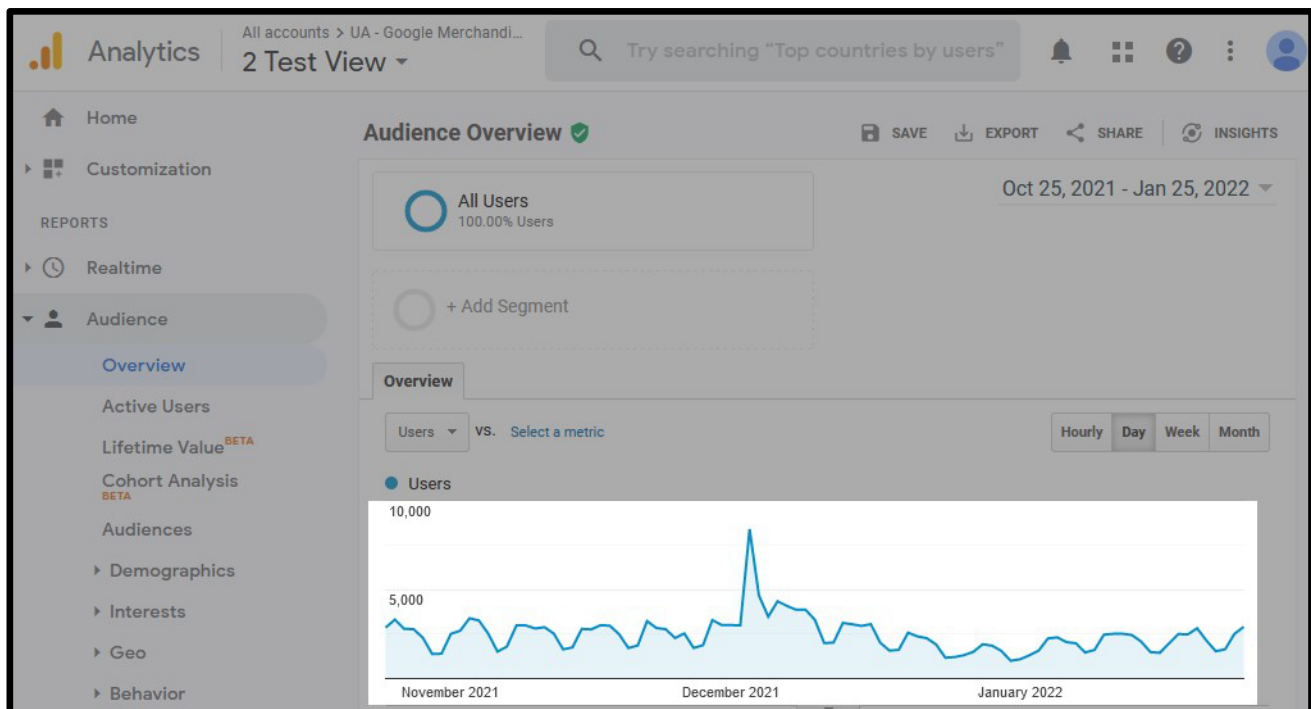 Analytics
All accounts > UA - Google Merchandi...
2 Test View
Try searching "Top countries by users"
Home
Customization
REPORTS
Realtime
Audience
Overview
Active Users
Lifetime Value BETA
Cohort Analysis
BETA
Audiences
Demographics
Interests
Geo
Behavior
Audience Overview
SAVE
EXPORT
SHARE
INSIGHTS
All Users
100.00% Users
Oct 25, 2021 - Jan 25, 2022
+ Add Segment
Overview
Users VS. Select a metric
Hourly Day Week Month
Users
10,000
5,000
November 2021 December 2021 January 2022